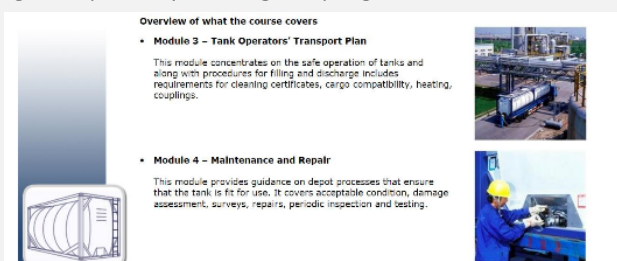 Overview of what the course covers
• Module 3 – Tank Operators' Transport Plan
This module concentrates on the safe operation of tanks and
along with procedures for filling and discharge includes
requirements for cleaning certificates, cargo compatibility, heating,
couplings.
• Module 4 – Maintenance and Repair
This module provides guidance on depot processes that ensure
that the tank is fit for use. It covers acceptable condition, damage
assessment, surveys, repairs, periodic inspection and testing.